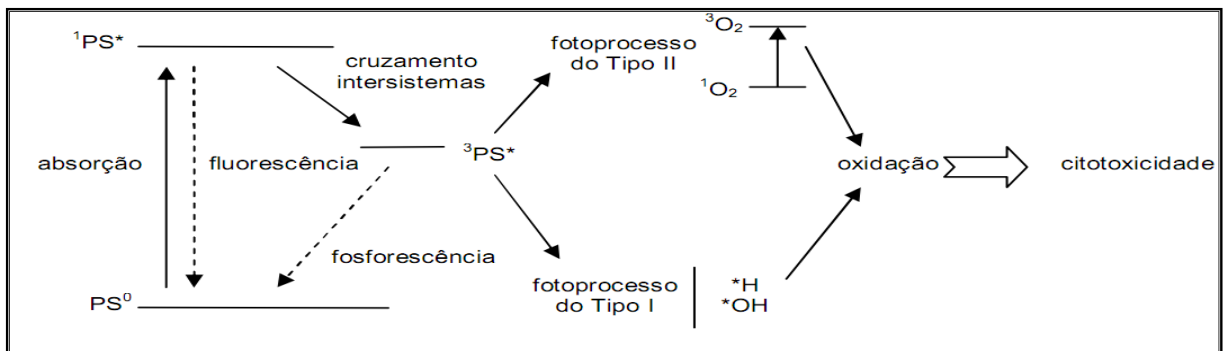 ¹PS*
cruzamento
intersistemas
absorção
fluorescência
³PS*
fosforescência
PS⁰
fotoprocesso
do Tipo II
³O₂
¹O₂
oxidação
citotoxicidade
fotoprocesso
do Tipo I
*H
*OH